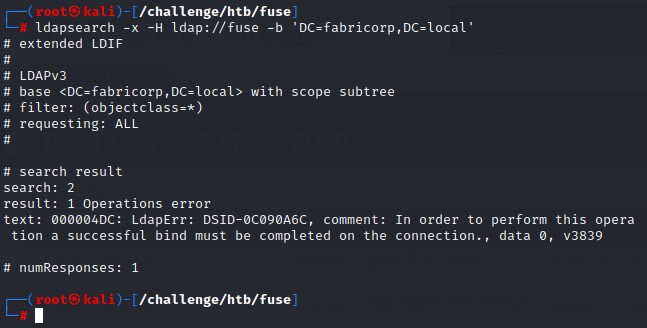 ┌──(root㉿kali)-[/challenge/htb/fuse]
└─# ldapsearch -x -H ldap://fuse -b 'DC=fabricorp,DC=local'
# extended LDIF
#
# LDAPv3
# base <DC=fabricorp,DC=local> with scope subtree
# filter: (objectclass=*)
# requesting: ALL
#
# search result
search: 2
result: 1 Operations error
text: 000004DC: LdapErr: DSID-0C090A6C, comment: In order to perform this opera
 tion a successful bind must be completed on the connection., data 0, v3839
# numResponses: 1
┌──(root㉿kali)-[/challenge/htb/fuse]
└─#